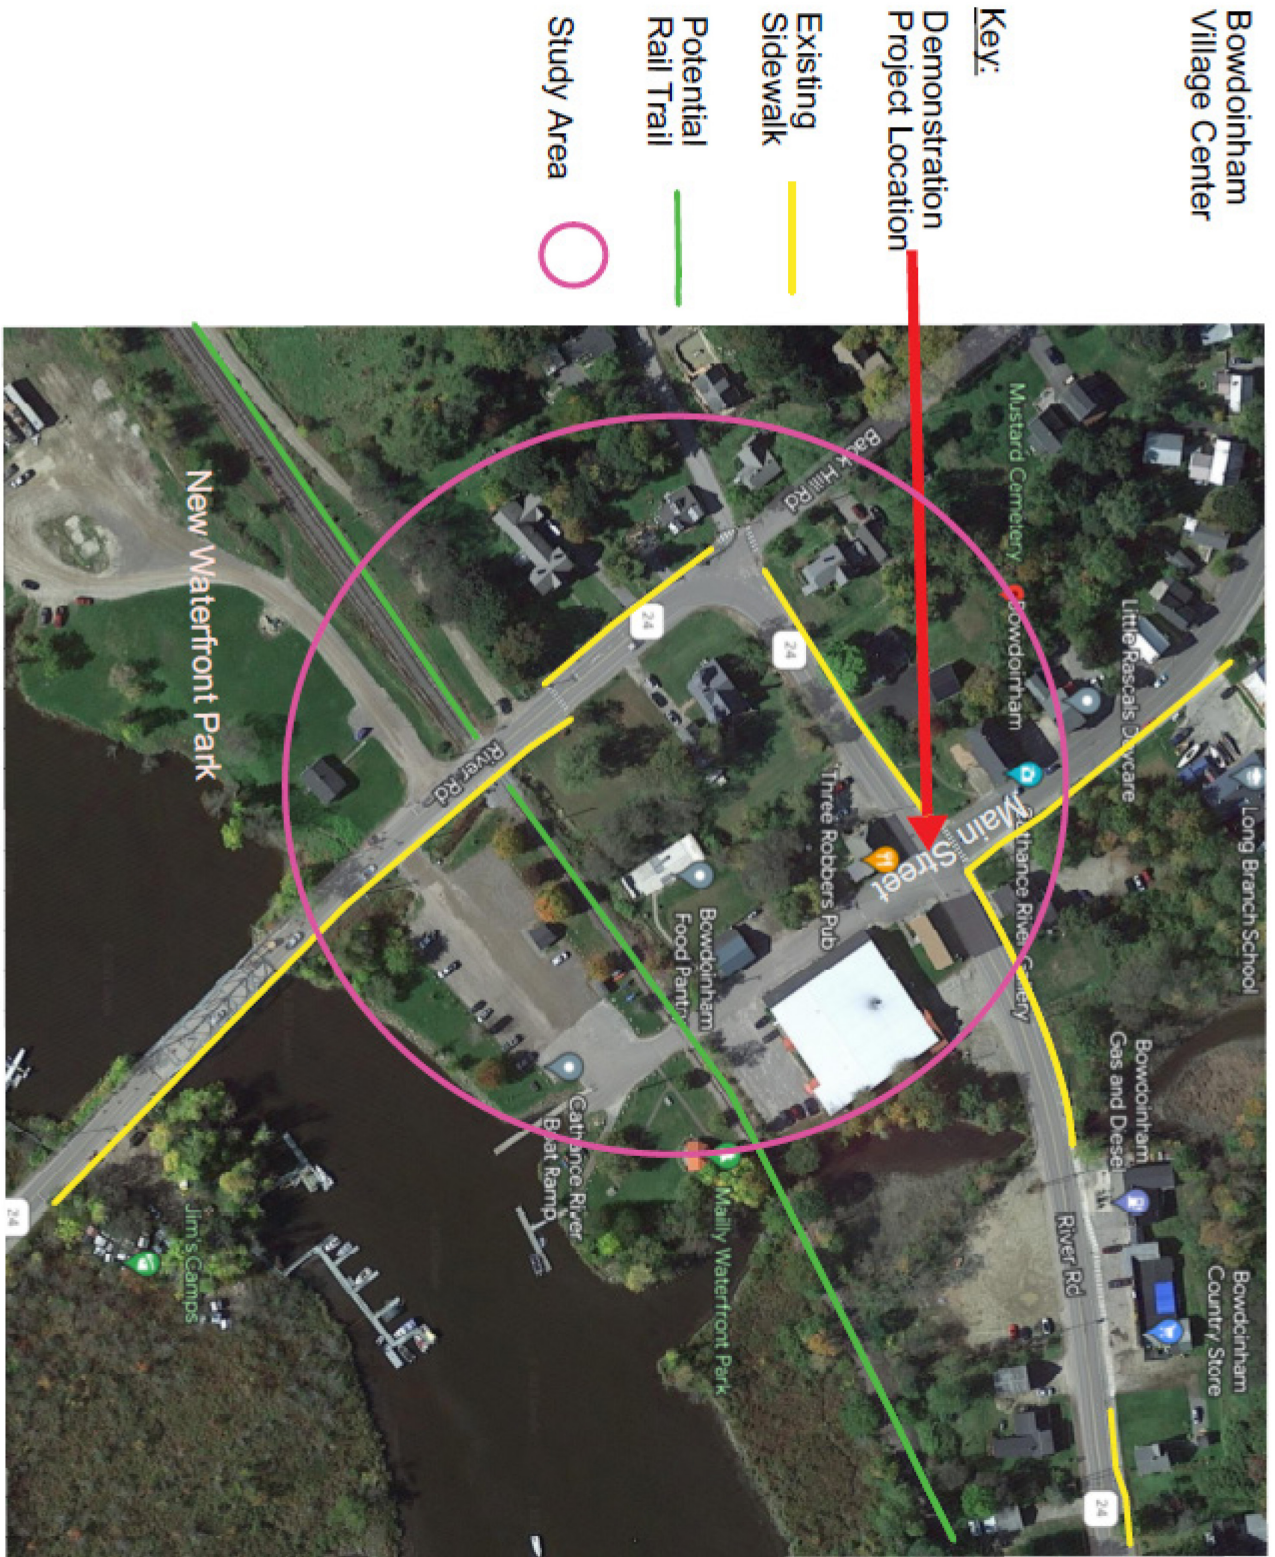 Bowdoinham
Village Center
Key:
Demonstration
Project Location
Existing
Sidewalk
Potential
Rail Trail
Study Area
Long Branch School
Little Rascals Daycare
Bowdoinham
Country Store
Bowdoinham
Gas and Diesel
Mustard Cemetery
Bowdoinham
Cathance River Gallery
Main Street
River Rd
24
Back Hill Rd
Three Robbers Pub
24
Bowdoinham
Food Pantry
Mailly Waterfront Park
24
Cathance River
Boat Ramp
River Rd
New Waterfront Park
Jim's Camps
24